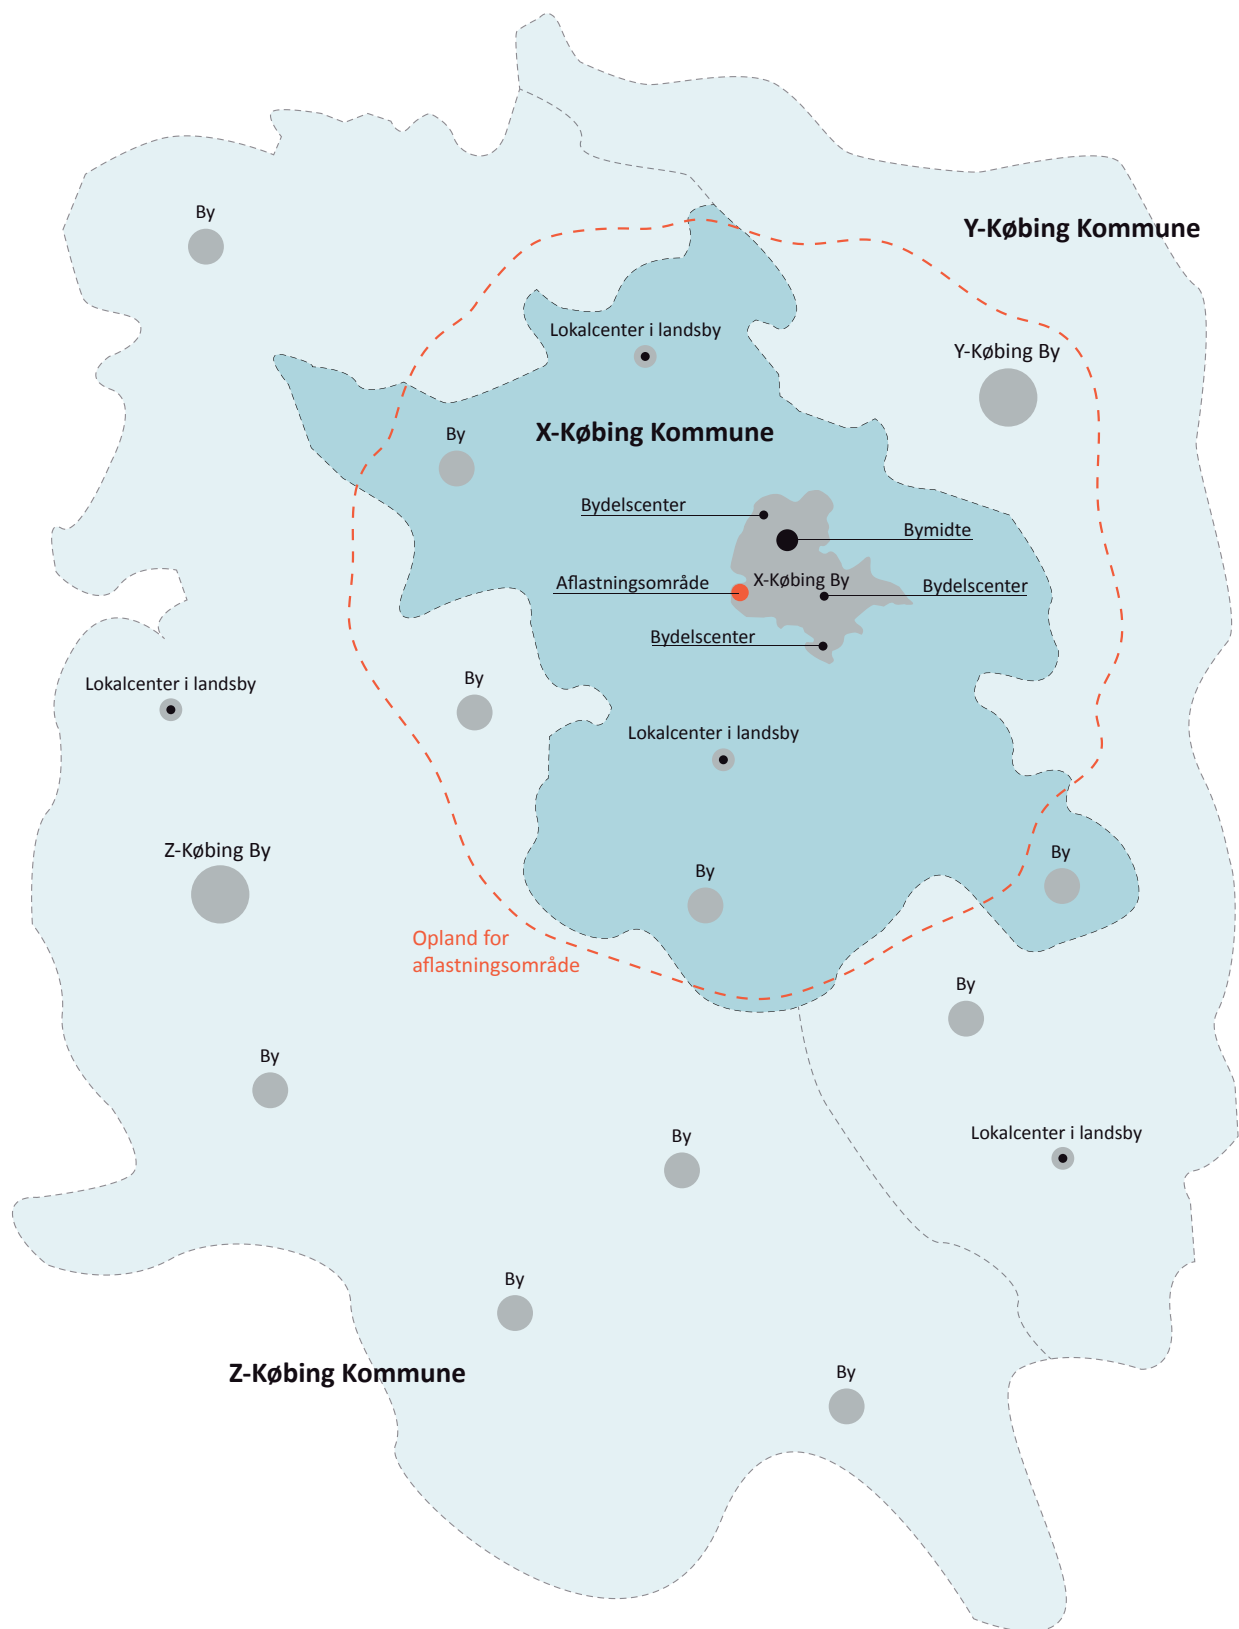 By
Y-Købing Kommune
Lokalcenter i landsby
Y-Købing By
By
X-Købing Kommune
Bydelscenter
Bymidte
Aflastningsområde
X-Købing By
Bydelscenter
Bydelscenter
By
Lokalcenter i landsby
Lokalcenter i landsby
Z-Købing By
By
By
Opland for
aflastningsområde
By
By
By
Lokalcenter i landsby
By
Z-Købing Kommune
By